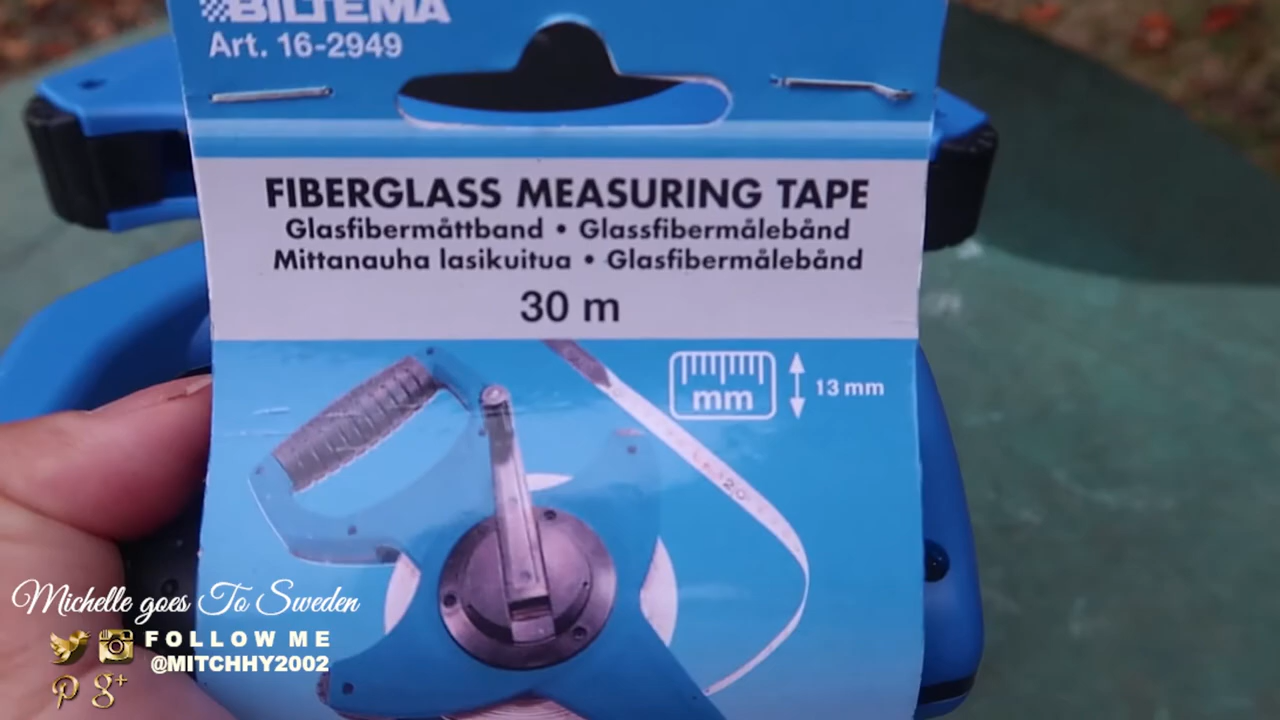 BILTEMA
Art. 16-2949
FIBERGLASS MEASURING TAPE
Glasfibermåttband • Glassfibermålebånd
Mittanauha lasikuitua • Glasfibermålebånd
30 m
mm
13 mm
Michelle goes To Sweden
FOLLOW ME
@MITCHHY2002